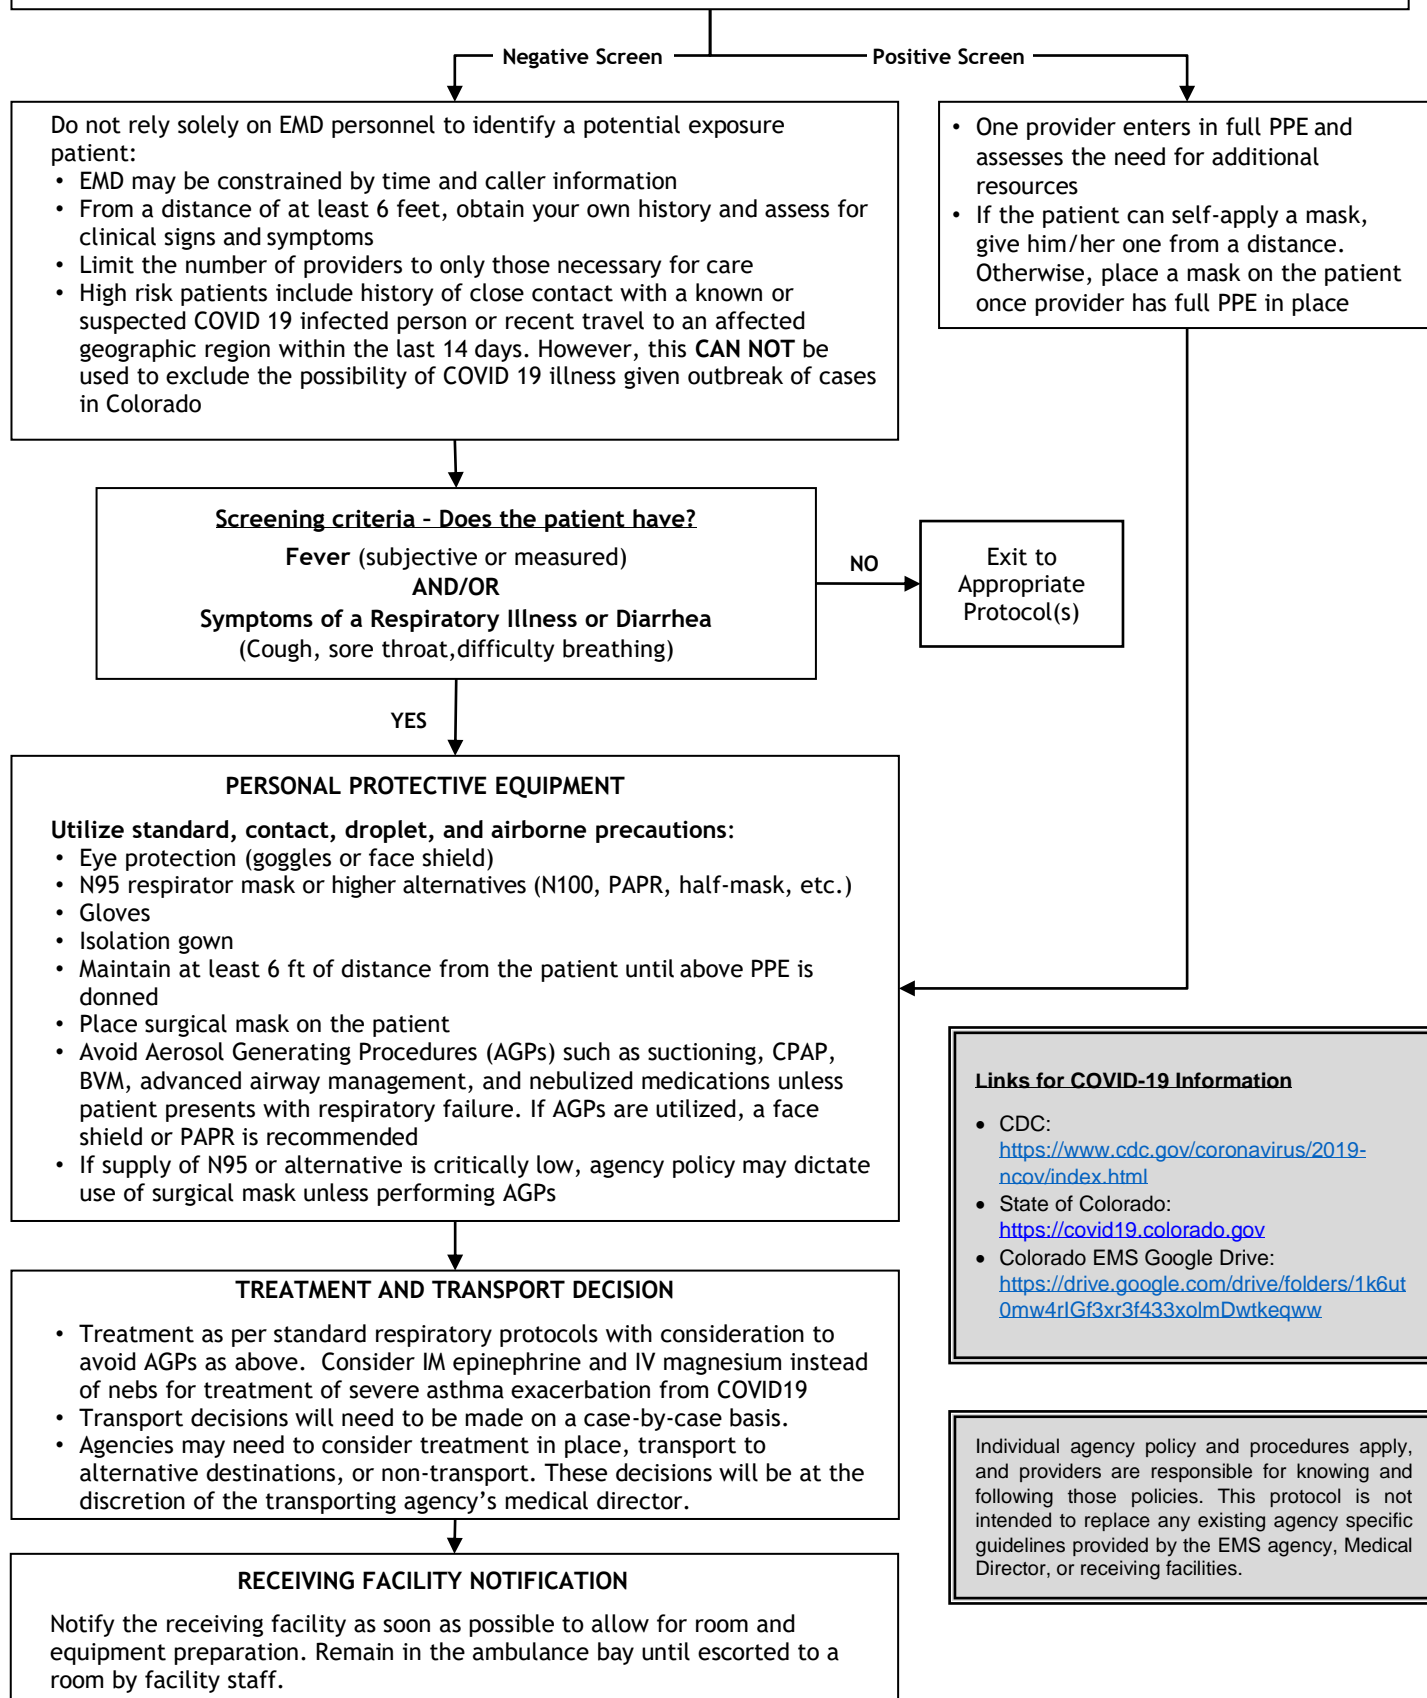 Negative Screen
Positive Screen
Do not rely solely on EMD personnel to identify a potential exposure
patient:
• EMD may be constrained by time and caller information
• From a distance of at least 6 feet, obtain your own history and assess for
clinical signs and symptoms
• Limit the number of providers to only those necessary for care
• High risk patients include history of close contact with a known or
suspected COVID 19 infected person or recent travel to an affected
geographic region within the last 14 days. However, this CAN NOT be
used to exclude the possibility of COVID 19 illness given outbreak of cases
in Colorado
• One provider enters in full PPE and
assesses the need for additional
resources
• If the patient can self-apply a mask,
give him/her one from a distance.
Otherwise, place a mask on the patient
once provider has full PPE in place
Screening criteria – Does the patient have?
Fever (subjective or measured)
AND/OR
Symptoms of a Respiratory Illness or Diarrhea
(Cough, sore throat,difficulty breathing)
NO
Exit to
Appropriate
Protocol(s)
YES
PERSONAL PROTECTIVE EQUIPMENT
Utilize standard, contact, droplet, and airborne precautions:
• Eye protection (goggles or face shield)
• N95 respirator mask or higher alternatives (N100, PAPR, half-mask, etc.)
• Gloves
• Isolation gown
• Maintain at least 6 ft of distance from the patient until above PPE is
donned
• Place surgical mask on the patient
• Avoid Aerosol Generating Procedures (AGPs) such as suctioning, CPAP,
BVM, advanced airway management, and nebulized medications unless
patient presents with respiratory failure. If AGPs are utilized, a face
shield or PAPR is recommended
• If supply of N95 or alternative is critically low, agency policy may dictate
use of surgical mask unless performing AGPs
Links for COVID-19 Information
• CDC:
https://www.cdc.gov/coronavirus/2019-
ncov/index.html
• State of Colorado:
https://covid19.colorado.gov
• Colorado EMS Google Drive:
https://drive.google.com/drive/folders/1k6ut
0mw4rIGf3xr3f433xolmDwtkeqww
TREATMENT AND TRANSPORT DECISION
• Treatment as per standard respiratory protocols with consideration to
avoid AGPs as above. Consider IM epinephrine and IV magnesium instead
of nebs for treatment of severe asthma exacerbation from COVID19
• Transport decisions will need to be made on a case-by-case basis.
• Agencies may need to consider treatment in place, transport to
alternative destinations, or non-transport. These decisions will be at the
discretion of the transporting agency’s medical director.
Individual agency policy and procedures apply,
and providers are responsible for knowing and
following those policies. This protocol is not
intended to replace any existing agency specific
guidelines provided by the EMS agency, Medical
Director, or receiving facilities.
RECEIVING FACILITY NOTIFICATION
Notify the receiving facility as soon as possible to allow for room and
equipment preparation. Remain in the ambulance bay until escorted to a
room by facility staff.